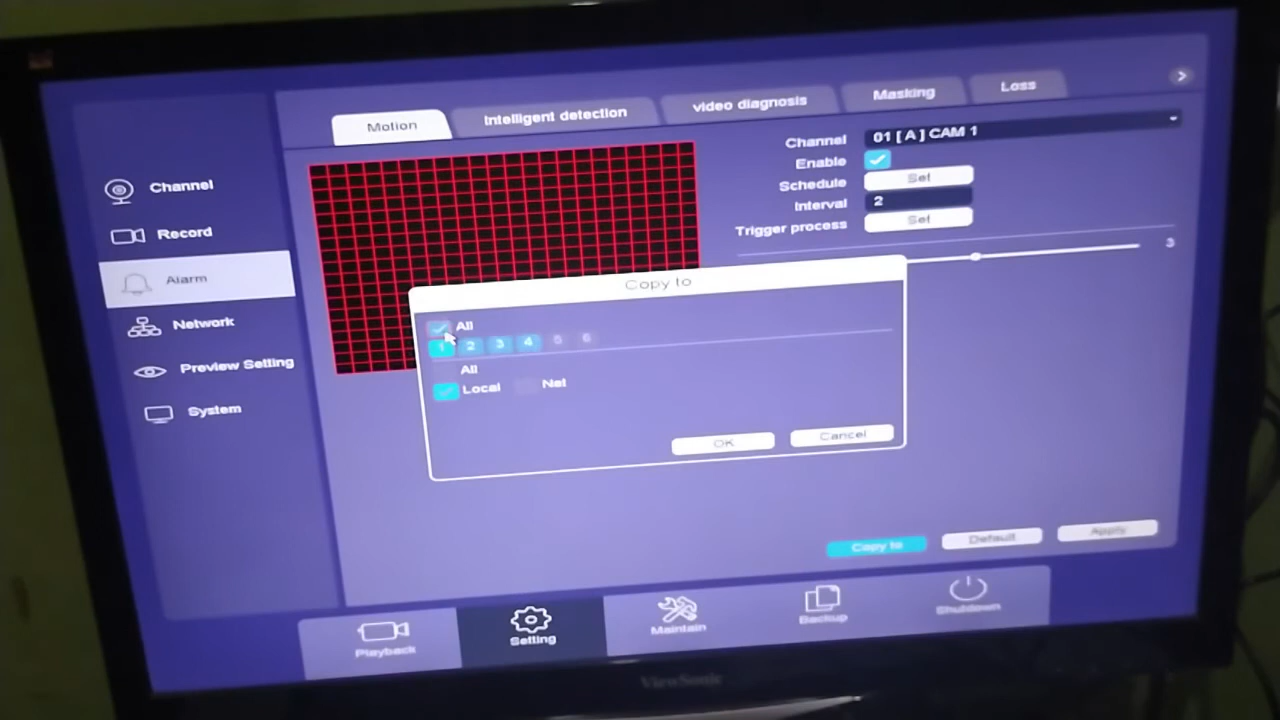 Motion
Intelligent detection
video diagnosis
Masking
Loss
>
Channel 01 [ A ] CAM 1
Enable
Schedule Set
Interval 2
Trigger process Set
3
Channel
Record
Alarm
Network
Preview Setting
System
Copy to
All
1 2 3 4 5 6
All
Local Net
OK Cancel
Copy to Default Apply
Playback
Setting
Maintain
Backup
Shutdown
ViewSonic